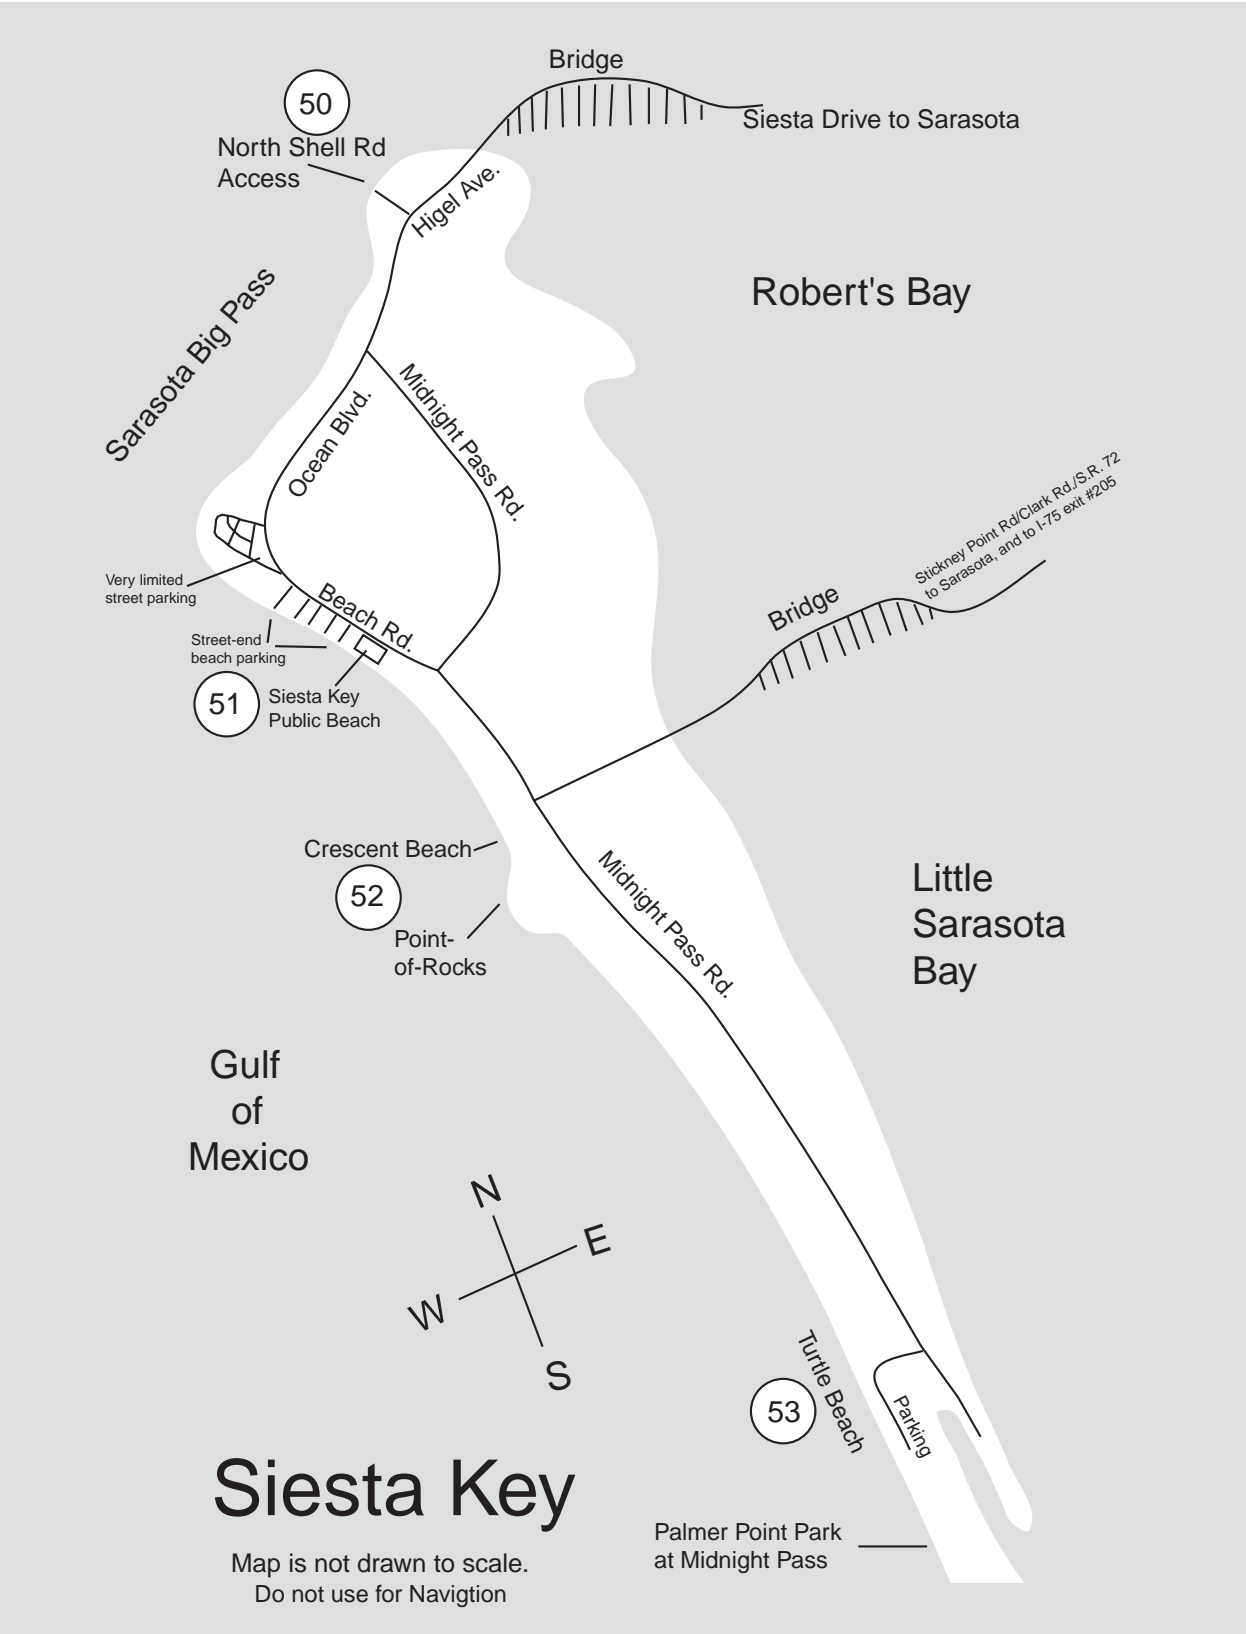 Bridge
50
Siesta Drive to Sarasota
North Shell Rd
Access
Higel Ave.
Sarasota Big Pass
Robert's Bay
Midnight Pass Rd.
Ocean Blvd.
Stickney Point Rd/Clark Rd./S.R. 72
to Sarasota, and to I-75 exit #205
Bridge
Very limited
street parking
Beach Rd.
Street-end
beach parking
51
Siesta Key
Public Beach
Crescent Beach
52
Point-
of-Rocks
Midnight Pass Rd.
Little
Sarasota
Bay
Gulf
of
Mexico
N
E
W
S
Turtle Beach
53
Parking
Siesta Key
Map is not drawn to scale.
Do not use for Navigtion
Palmer Point Park
at Midnight Pass